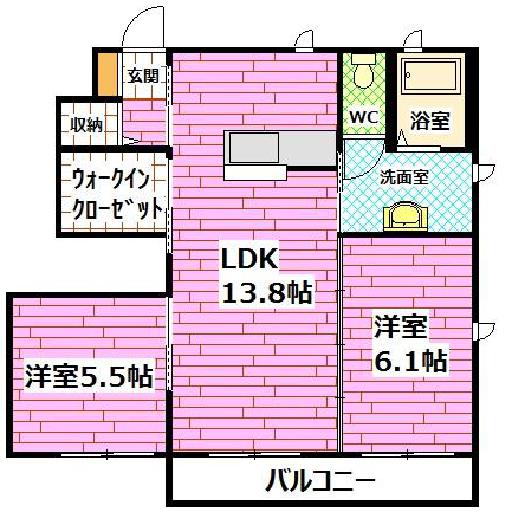 玄関
収納
WC
浴室
ウォークイン
クローゼット
洗面室
LDK
13.8帖
洋室
6.1帖
洋室5.5帖
バルコニー